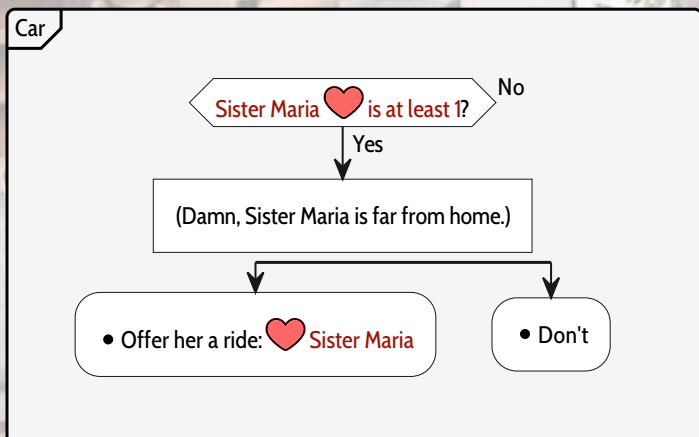 Car
Sister Maria ❤ is at least 1?
No
Yes
(Damn, Sister Maria is far from home.)
• Offer her a ride: ❤ Sister Maria
• Don't